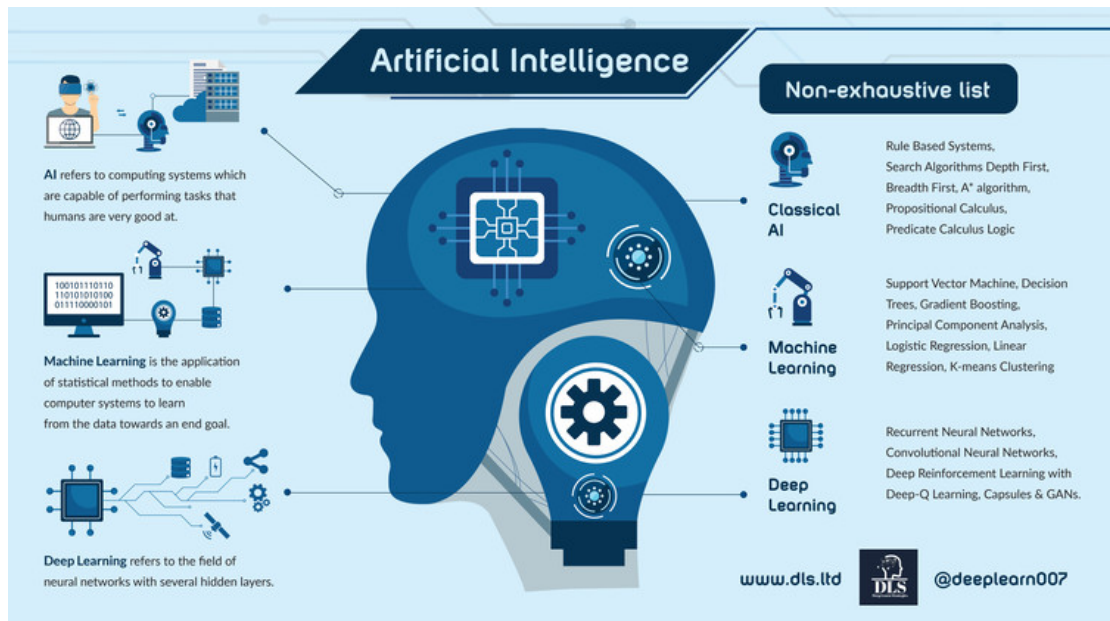 Artificial Intelligence
AI refers to computing systems which
are capable of performing tasks that
humans are very good at.
100101110110
110101010100
011110000101
Machine Learning is the application
of statistical methods to enable
computer systems to learn
from the data towards an end goal.
Deep Learning refers to the field of
neural networks with several hidden layers.
Non-exhaustive list
Classical
AI
Rule Based Systems,
Search Algorithms Depth First,
Breadth First, A* algorithm,
Propositional Calculus,
Predicate Calculus Logic
Machine
Learning
Support Vector Machine, Decision
Trees, Gradient Boosting,
Principal Component Analysis,
Logistic Regression, Linear
Regression, K-means Clustering
Deep
Learning
Recurrent Neural Networks,
Convolutional Neural Networks,
Deep Reinforcement Learning with
Deep-Q Learning, Capsules & GANs.
www.dls.ltd
DLS
@deeplearn007